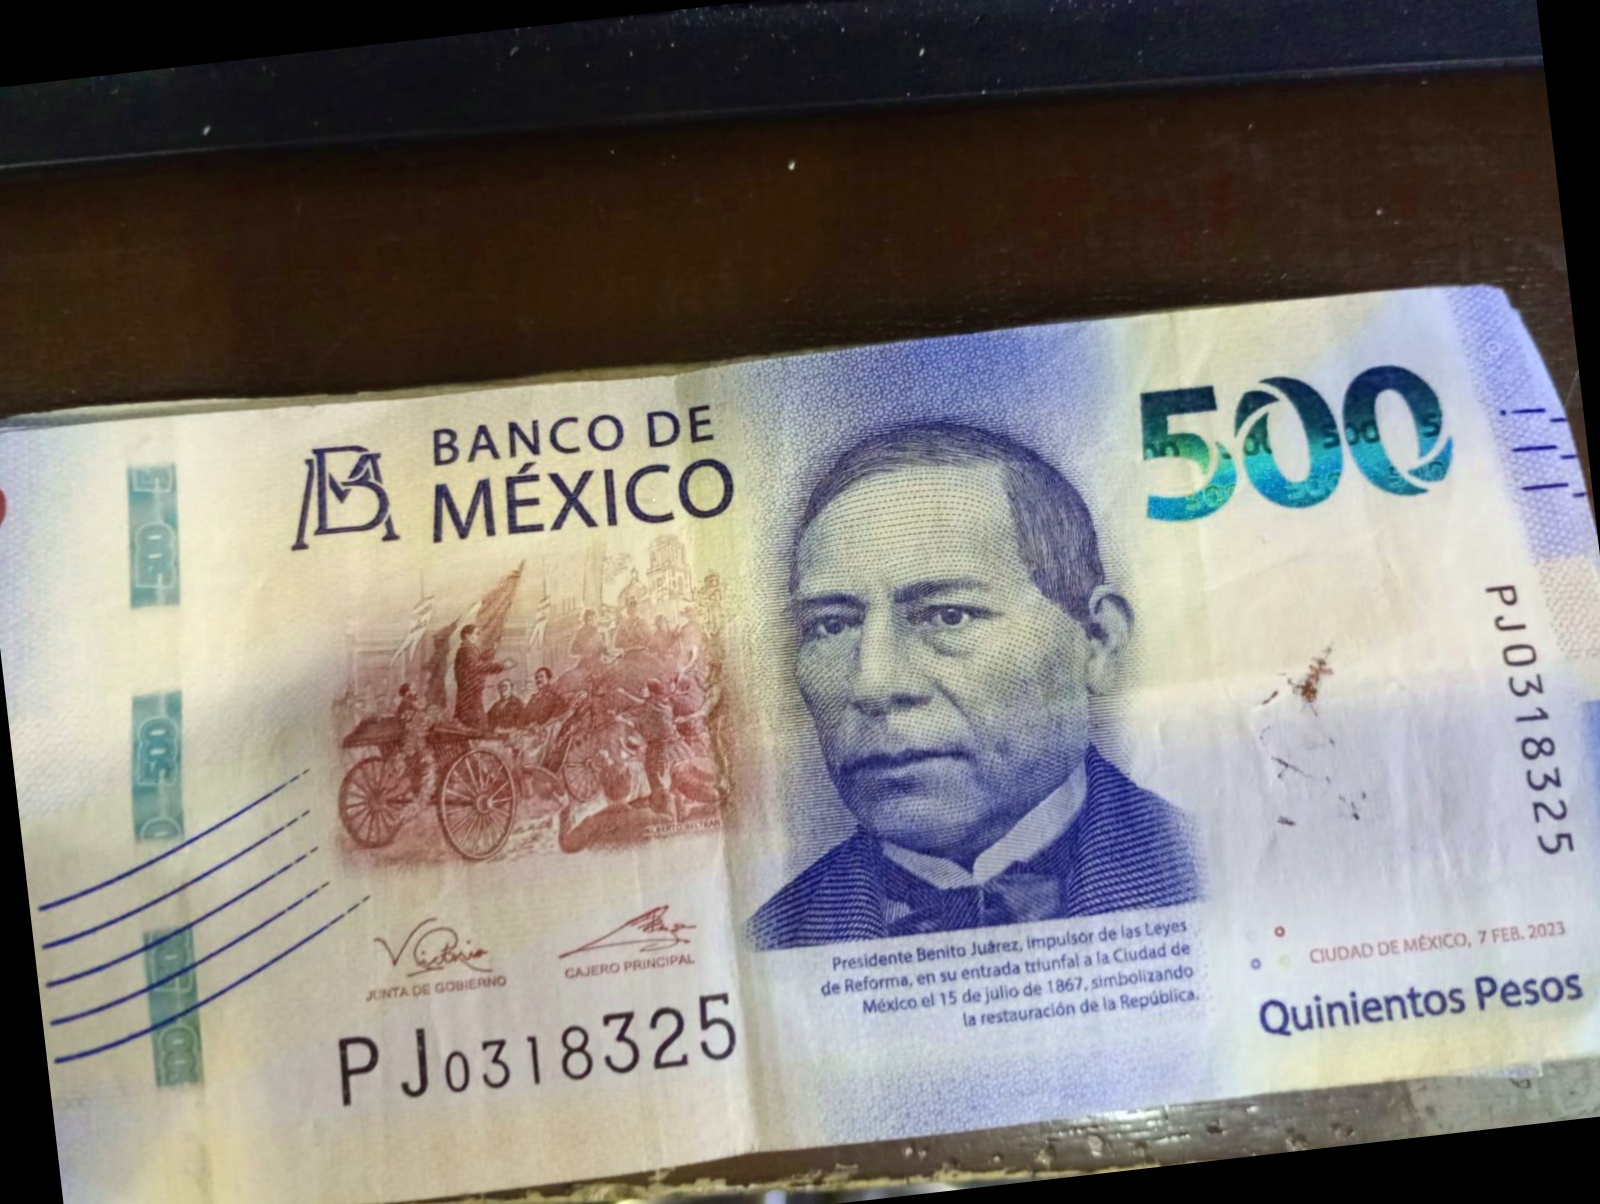 BANCO DE
MÉXICO
500
PJ0318325
500
500
JUNTA DE GOBIERNO
CAJERO PRINCIPAL
PJ0318325
Presidente Benito Juárez, impulsor de las Leyes
de Reforma, en su entrada triunfal a la Ciudad de
México el 15 de julio de 1867, simbolizando
la restauración de la República.
CIUDAD DE MÉXICO, 7 FEB. 2023
Quinientos Pesos